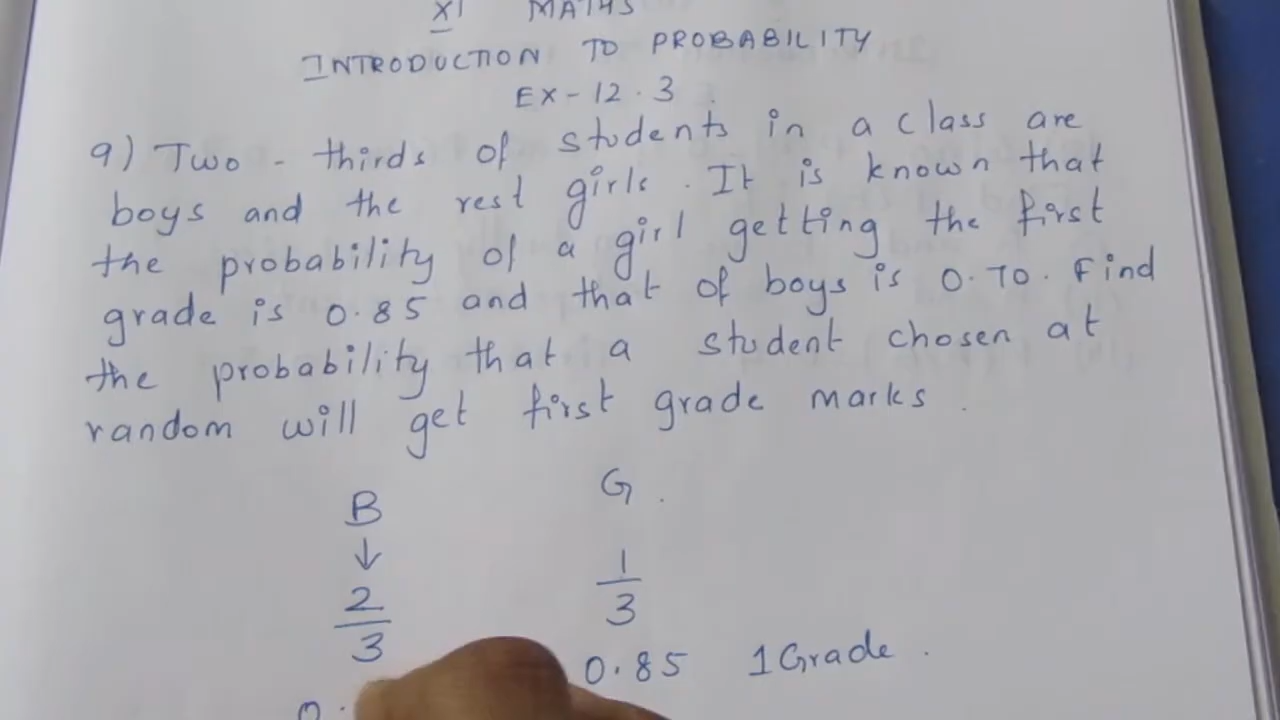 XI MATHS
INTRODUCTION TO PROBABILITY
EX-12.3
9) Two-thirds of students in a class are
boys and the rest girls. It is known that
the probability of a girl getting the first
grade is 0.85 and that of boys is 0.70. Find
the probability that a student chosen at
random will get first grade marks.
B G.
↓
2/3 1/3
0.85 1 Grade.
0.